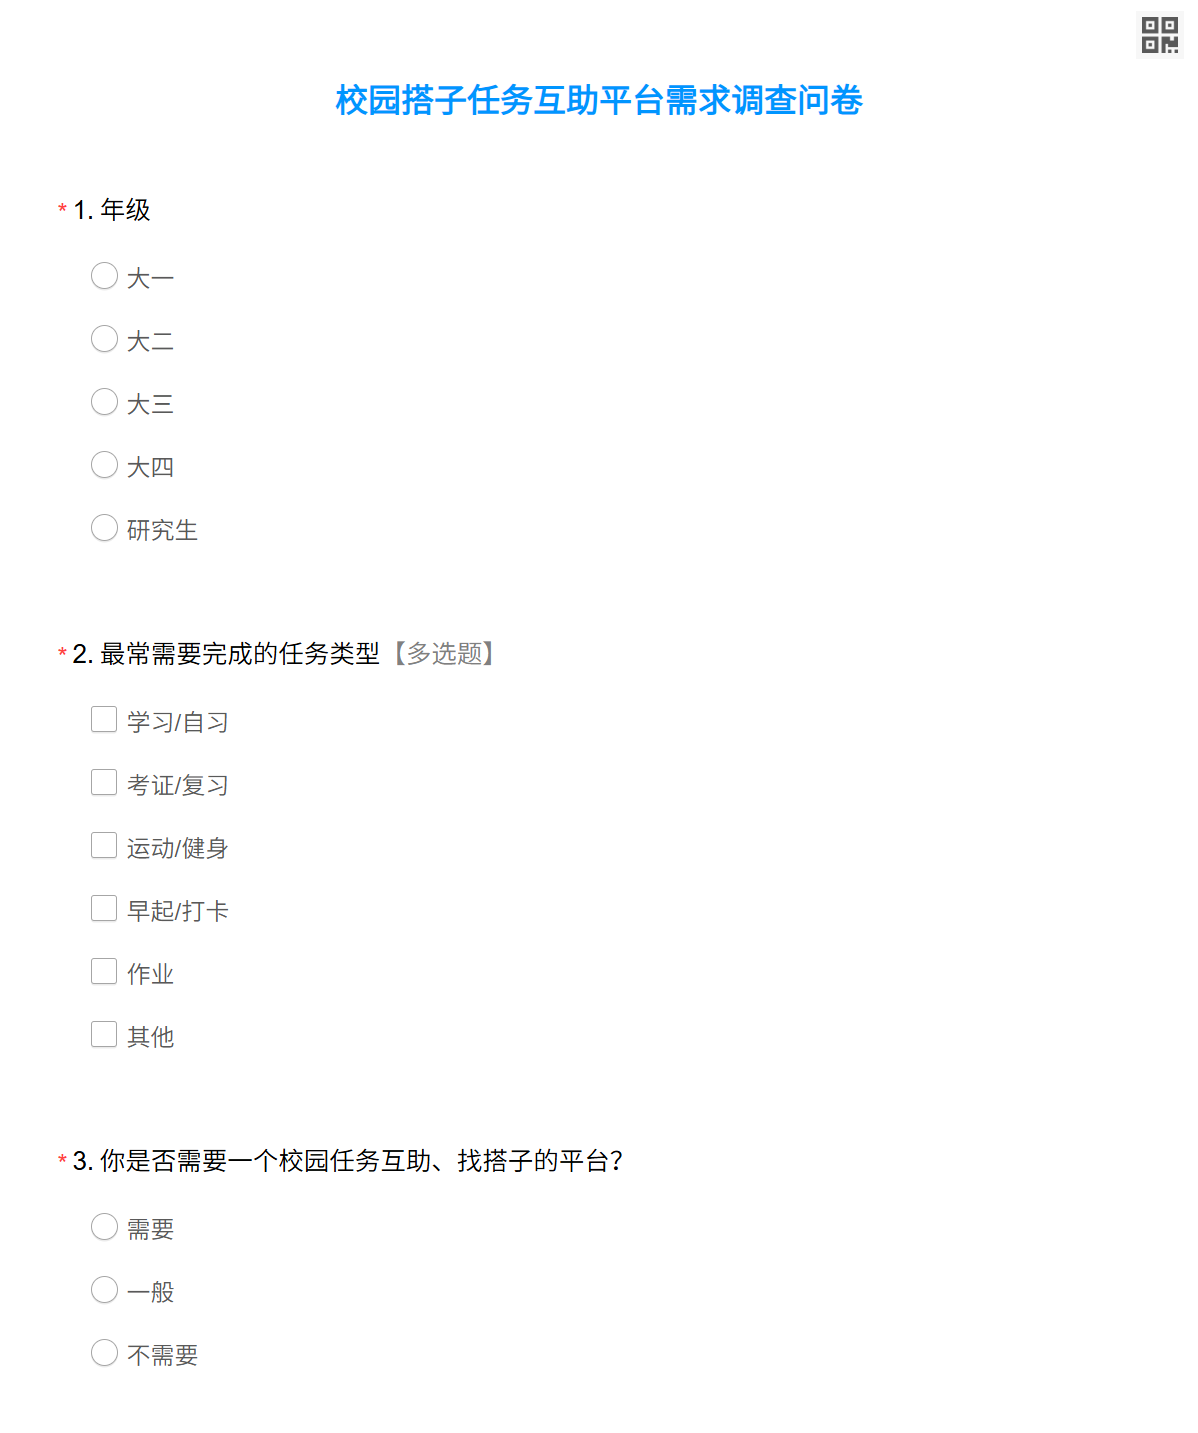 校园搭子任务互助平台需求调查问卷
* 1. 年级
大一
大二
大三
大四
研究生
* 2. 最常需要完成的任务类型【多选题】
学习/自习
考证/复习
运动/健身
早起/打卡
作业
其他
* 3. 你是否需要一个校园任务互助、找搭子的平台?
需要
一般
不需要